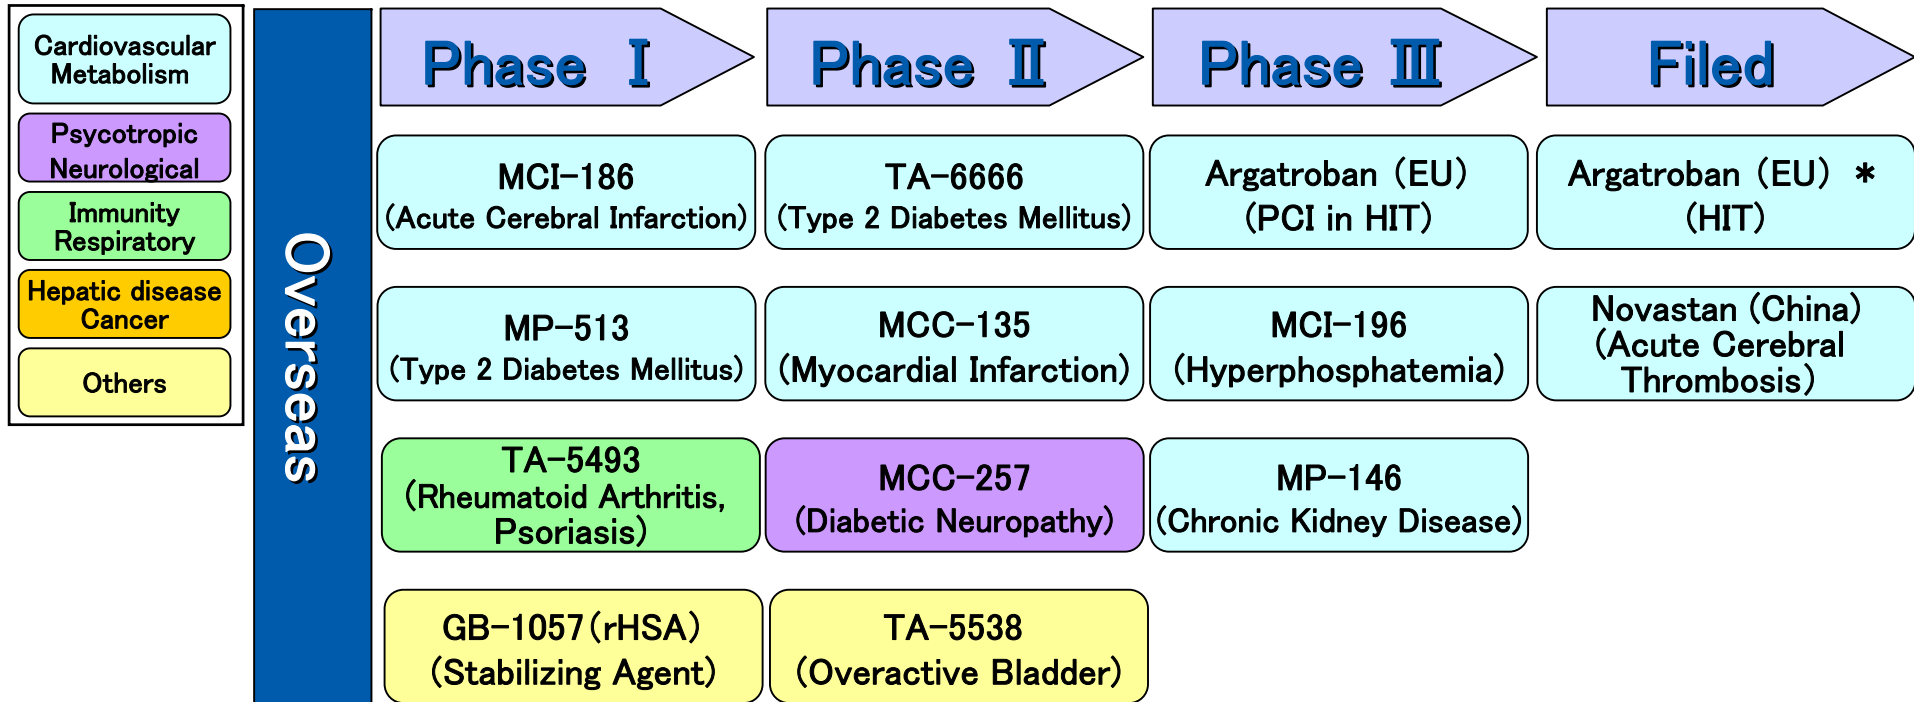 Cardiovascular
Metabolism
Psycotropic
Neurological
Immunity
Respiratory
Hepatic disease
Cancer
Others
Overseas
Phase Ⅰ
Phase Ⅱ
Phase Ⅲ
Filed
MCI-186
(Acute Cerebral Infarction)
TA-6666
(Type 2 Diabetes Mellitus)
Argatroban (EU)
(PCI in HIT)
Argatroban (EU) *
(HIT)
MP-513
(Type 2 Diabetes Mellitus)
MCC-135
(Myocardial Infarction)
MCI-196
(Hyperphosphatemia)
Novastan (China)
(Acute Cerebral
Thrombosis)
TA-5493
(Rheumatoid Arthritis,
Psoriasis)
MCC-257
(Diabetic Neuropathy)
MP-146
(Chronic Kidney Disease)
GB-1057(rHSA)
(Stabilizing Agent)
TA-5538
(Overactive Bladder)